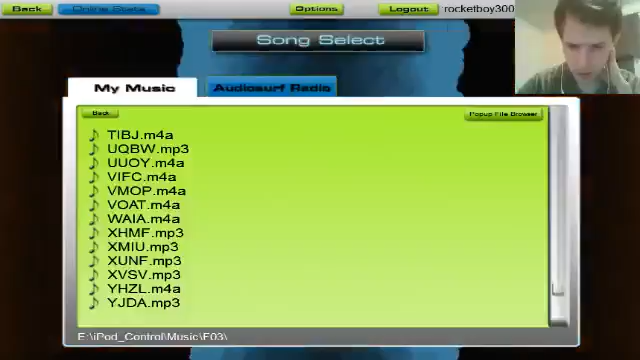 Back Online Stats Options Logout rocketboy300
Song Select
My Music Audiosurf Radio
Back Popup File Browser
TIBJ.m4a
UQBW.mp3
UUOY.m4a
VIFC.m4a
VMOP.m4a
VOAT.m4a
WAIA.m4a
XHMF.mp3
XMIU.mp3
XUNF.mp3
XVSV.mp3
YHZL.m4a
YJDA.mp3
E:\iPod_Control\Music\F03\